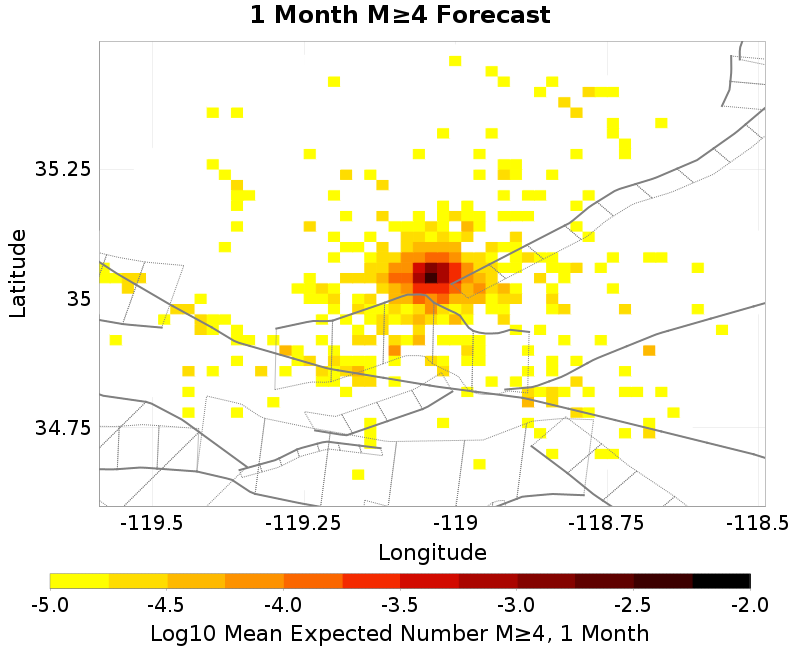 1 Month M≥4 Forecast
Latitude
35.25
35
34.75
-119.5 -119.25 -119 -118.75 -118.5
Longitude
-5.0 -4.5 -4.0 -3.5 -3.0 -2.5 -2.0
Log10 Mean Expected Number M≥4, 1 Month